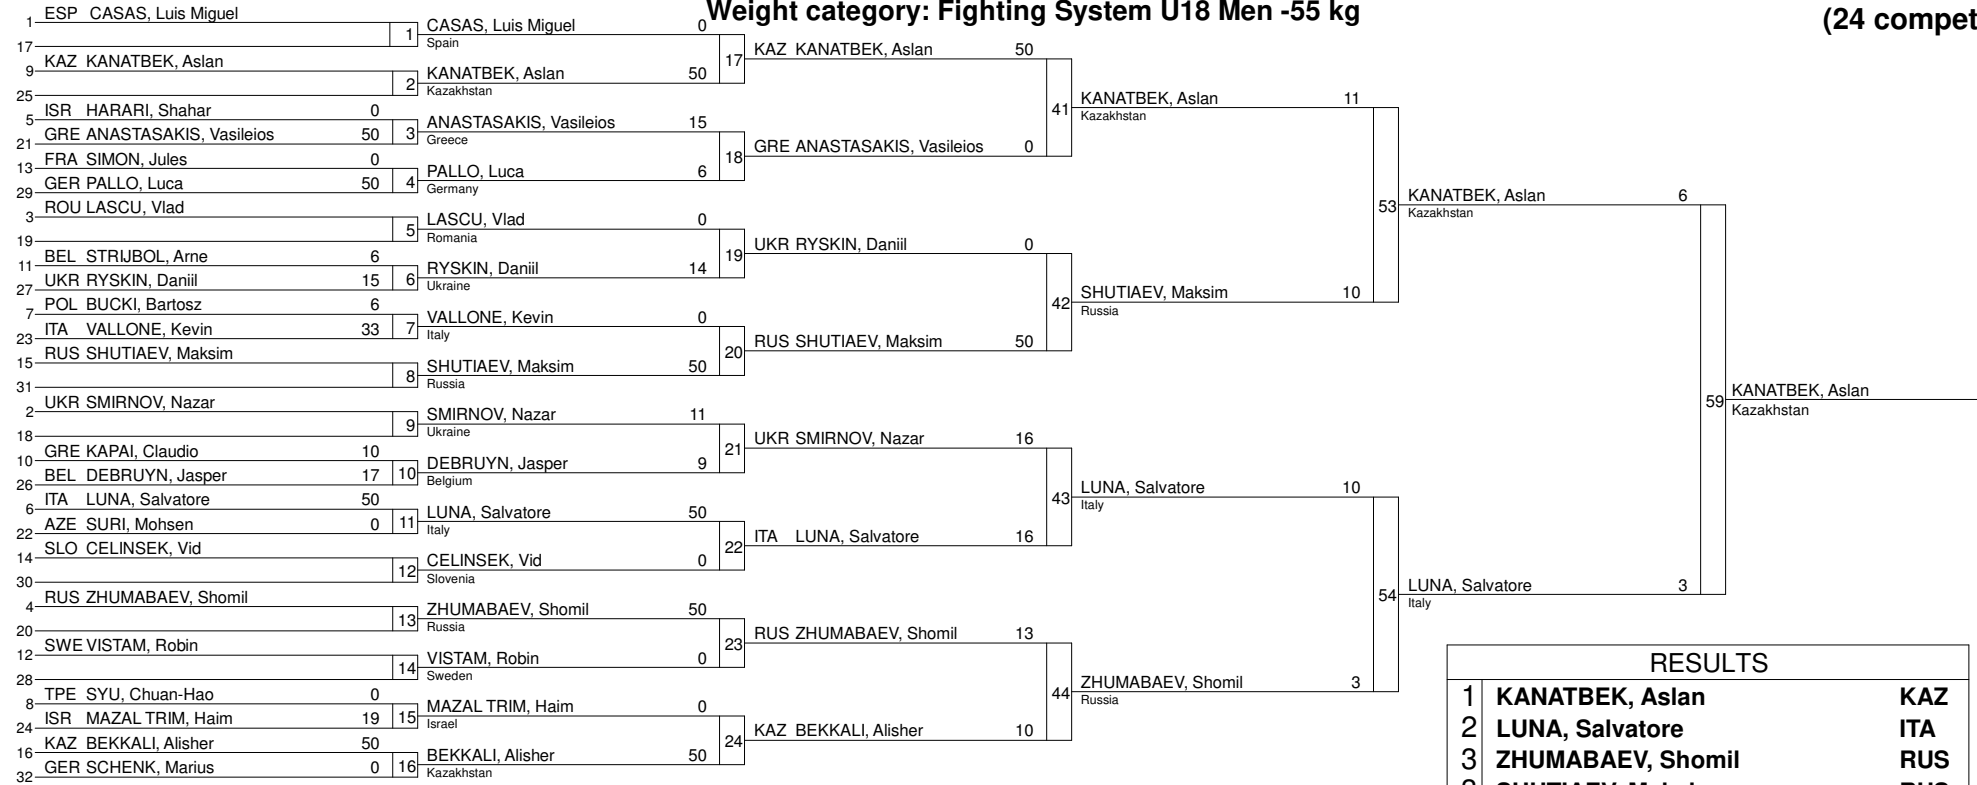 Weight category: Fighting System U18 Men -55 kg
(24 compet
1 ESP CASAS, Luis Miguel
17
1
9 KAZ KANATBEK, Aslan
25
2
5 ISR HARARI, Shahar 0
21 GRE ANASTASAKIS, Vasileios 50
3
13 FRA SIMON, Jules 0
29 GER PALLO, Luca 50
4
3 ROU LASCU, Vlad
19
5
11 BEL STRIJBOL, Arne 6
27 UKR RYSKIN, Daniil 15
6
7 POL BUCKI, Bartosz 6
23 ITA VALLONE, Kevin 33
7
15 RUS SHUTIAEV, Maksim
31
8
2 UKR SMIRNOV, Nazar
18
9
10 GRE KAPAI, Claudio 10
26 BEL DEBRUYN, Jasper 17
10
6 ITA LUNA, Salvatore 50
22 AZE SURI, Mohsen 0
11
14 SLO CELINSEK, Vid
30
12
4 RUS ZHUMABAEV, Shomil
20
13
12 SWE VISTAM, Robin
28
14
8 TPE SYU, Chuan-Hao 0
24 ISR MAZAL TRIM, Haim 19
15
16 KAZ BEKKALI, Alisher 50
32 GER SCHENK, Marius 0
16
CASAS, Luis Miguel 0
Spain
17
KANATBEK, Aslan 50
Kazakhstan
ANASTASAKIS, Vasileios 15
Greece
18
PALLO, Luca 6
Germany
LASCU, Vlad 0
Romania
19
RYSKIN, Daniil 14
Ukraine
VALLONE, Kevin 0
Italy
20
SHUTIAEV, Maksim 50
Russia
SMIRNOV, Nazar 11
Ukraine
21
DEBRUYN, Jasper 9
Belgium
LUNA, Salvatore 50
Italy
22
CELINSEK, Vid 0
Slovenia
ZHUMABAEV, Shomil 50
Russia
23
VISTAM, Robin 0
Sweden
MAZAL TRIM, Haim 0
Israel
24
BEKKALI, Alisher 50
Kazakhstan
KAZ KANATBEK, Aslan 50
41
GRE ANASTASAKIS, Vasileios 0
UKR RYSKIN, Daniil 0
42
RUS SHUTIAEV, Maksim 50
UKR SMIRNOV, Nazar 16
43
ITA LUNA, Salvatore 16
RUS ZHUMABAEV, Shomil 13
44
KAZ BEKKALI, Alisher 10
KANATBEK, Aslan 11
Kazakhstan
53
SHUTIAEV, Maksim 10
Russia
LUNA, Salvatore 10
Italy
54
ZHUMABAEV, Shomil 3
Russia
KANATBEK, Aslan 6
Kazakhstan
59
LUNA, Salvatore 3
Italy
KANATBEK, Aslan
Kazakhstan
RESULTS
1 KANATBEK, Aslan KAZ
2 LUNA, Salvatore ITA
3 ZHUMABAEV, Shomil RUS